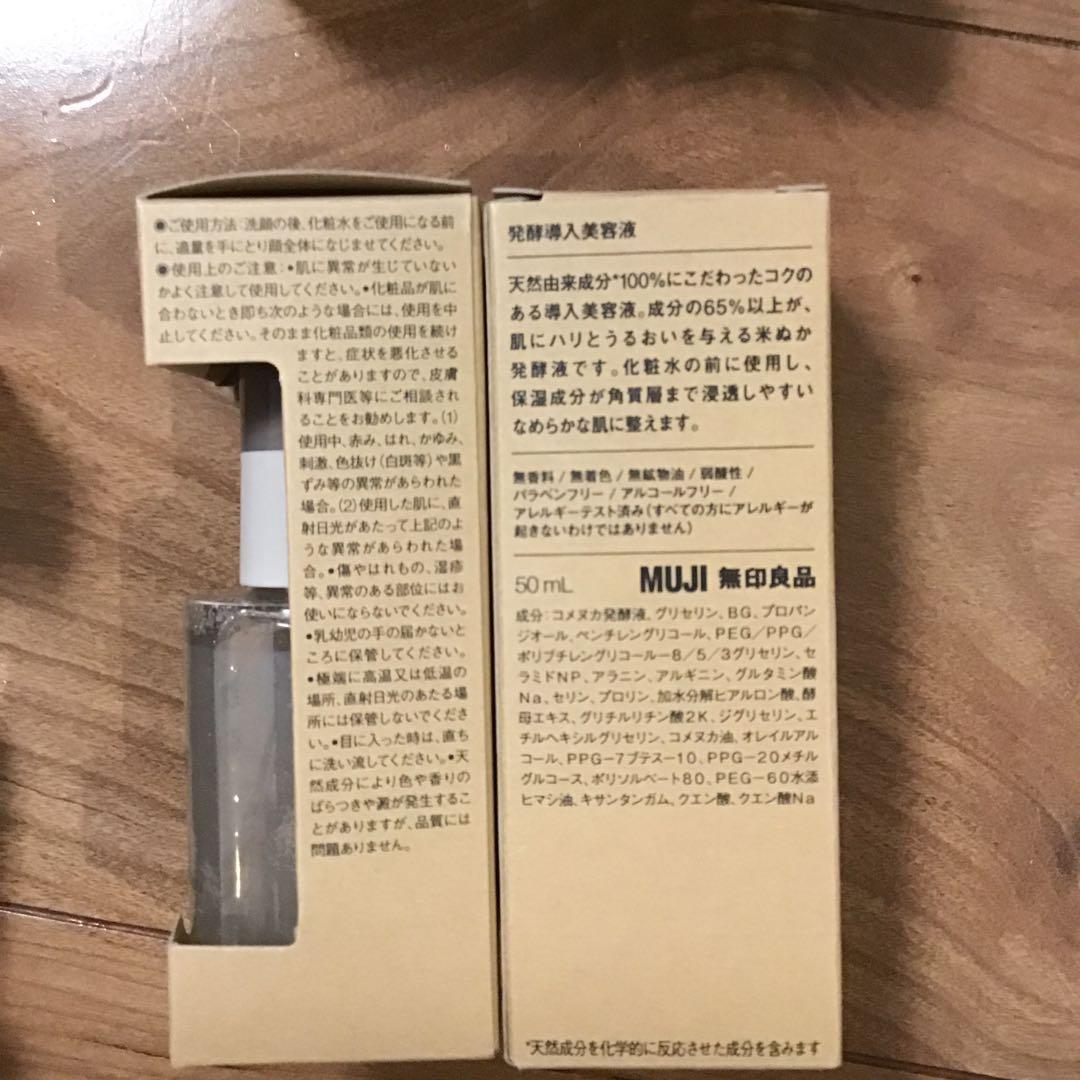 ●ご使用方法:洗顔の後、化粧水をご使用になる前
に、適量を手にとり顔全体になじませてください。
●使用上のご注意:•肌に異常が生じていない
かよく注意して使用してください。•化粧品が肌に
合わないとき即ち次のような場合には、使用を中
止してください。そのまま化粧品類の使用を続け
ますと、症状を悪化させる
ことがありますので、皮膚
科専門医等にご相談され
ることをお勧めします。(1)
使用中、赤み、はれ、かゆみ、
刺激、色抜け(白斑等)や黒
ずみ等の異常があらわれた
場合。(2)使用した肌に、直
射日光があたって上記のよ
うな異常があらわれた場
合。•傷やはれもの、湿疹
等、異常のある部位にはお
使いにならないでください。
•乳幼児の手の届かないと
ころに保管してください。
•極端に高温又は低温の
場所、直射日光のあたる場
所には保管しないでくださ
い。•目に入った時は、直ち
に洗い流してください。•天
然成分により色や香りの
ばらつきや澱が発生するこ
とがありますが、品質には
問題ありません。
発酵導入美容液
天然由来成分*100%にこだわったコクの
ある導入美容液。成分の65%以上が、
肌にハリとうるおいを与える米ぬか
発酵液です。化粧水の前に使用し、
保湿成分が角質層まで浸透しやすい
なめらかな肌に整えます。
無香料/無着色/無鉱物油/弱酸性/
パラベンフリー/アルコールフリー/
アレルギーテスト済み(すべての方にアレルギーが
起きないわけではありません)
50mL MUJI 無印良品
成分:コメヌカ発酵液、グリセリン、BG、プロパン
ジオール、ペンチレングリコール、PEG/PPG/
ポリブチレングリコール-8/5/3グリセリン、セ
ラミドNP、アラニン、アルギニン、グルタミン酸
Na、セリン、プロリン、加水分解ヒアルロン酸、酵
母エキス、グリチルリチン酸2K、ジグリセリン、エ
チルヘキシルグリセリン、コメヌカ油、オレイルアル
コール、PPG-7ブテス-10、PPG-20メチル
グルコース、ポリソルベート80、PEG-60水添
ヒマシ油、キサンタンガム、クエン酸、クエン酸Na
*天然成分を化学的に反応させた成分を含みます